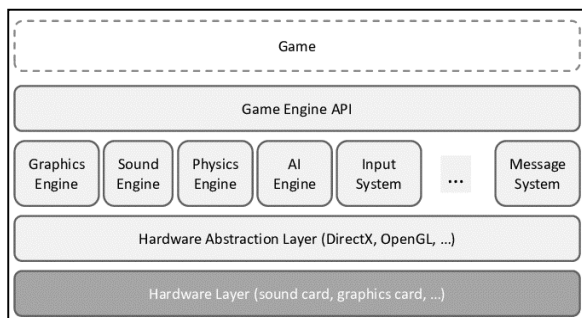 Game
Game Engine API
Graphics
Engine
Sound
Engine
Physics
Engine
AI
Engine
Input
System
...
Message
System
Hardware Abstraction Layer (DirectX, OpenGL, ...)
Hardware Layer (sound card, graphics card, ...)